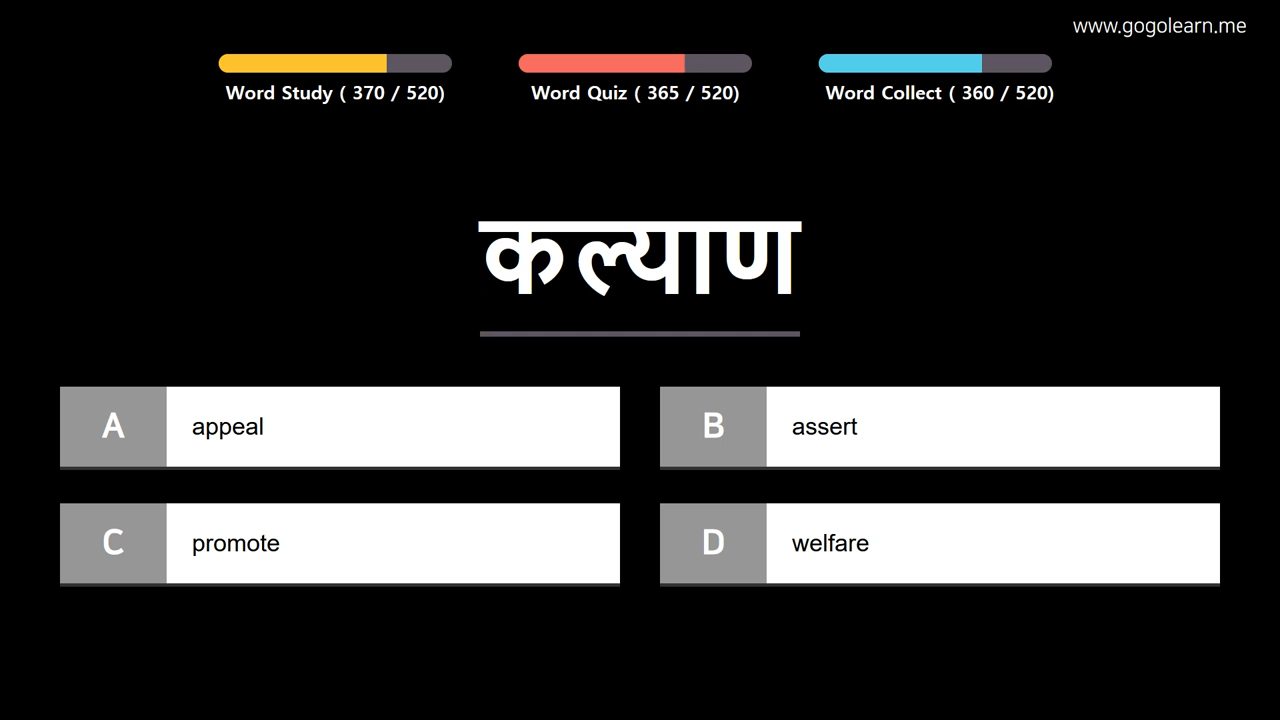 www.gogolearn.me
Word Study ( 370 / 520)
Word Quiz ( 365 / 520)
Word Collect ( 360 / 520)
कल्याण
A appeal
B assert
C promote
D welfare